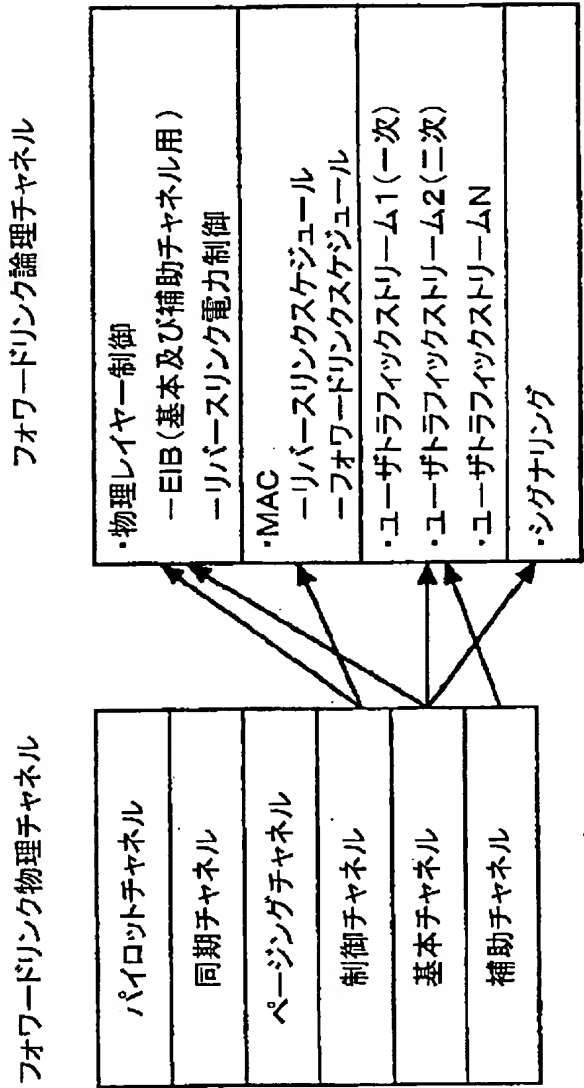 フォワードリンク物理チャネル
パイロットチャネル
同期チャネル
ページングチャネル
制御チャネル
基本チャネル
補助チャネル
フォワードリンク論理チャネル
・物理レイヤー制御
－EIB(基本及び補助チャネル用)
－リバースリンク電力制御
・MAC
－リバースリンクスケジュール
－フォワードリンクスケジュール
・ユーザトラフィックストリーム1(一次)
・ユーザトラフィックストリーム2(二次)
・ユーザトラフィックストリームN
・シグナリング